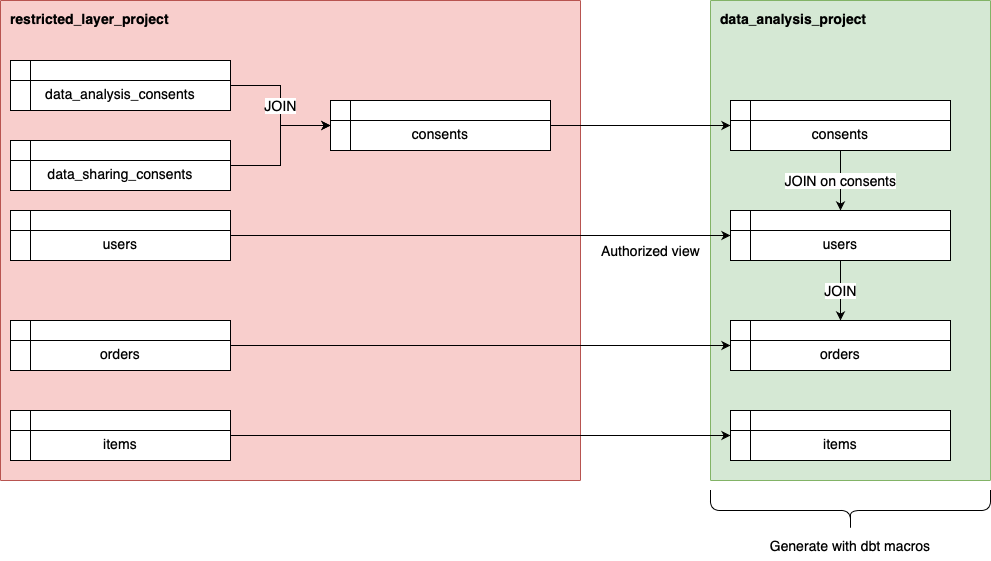 restricted_layer_project
data_analysis_project
data_analysis_consents
JOIN
consents
consents
data_sharing_consents
JOIN on consents
users
Authorized view
users
JOIN
orders
orders
items
items
Generate with dbt macros